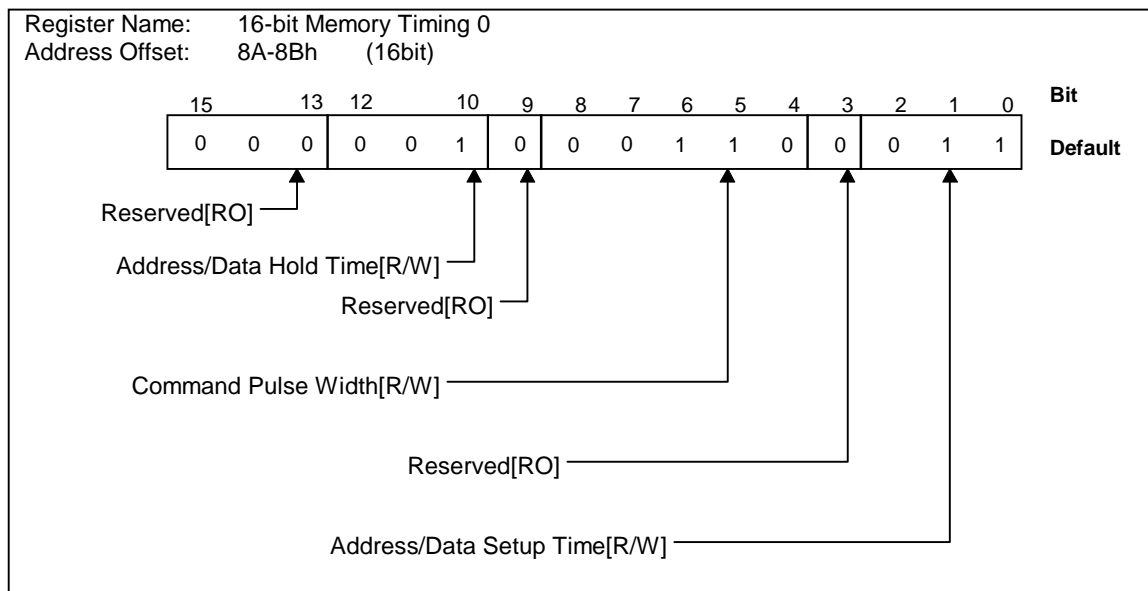 Register Name: 16-bit Memory Timing 0
Address Offset: 8A-8Bh (16bit)
15 13 12 10 9 8 7 6 5 4 3 2 1 0 Bit
0 0 0 0 0 1 0 0 0 1 1 0 0 0 1 1 Default
Reserved[RO]
Address/Data Hold Time[R/W]
Reserved[RO]
Command Pulse Width[R/W]
Reserved[RO]
Address/Data Setup Time[R/W]